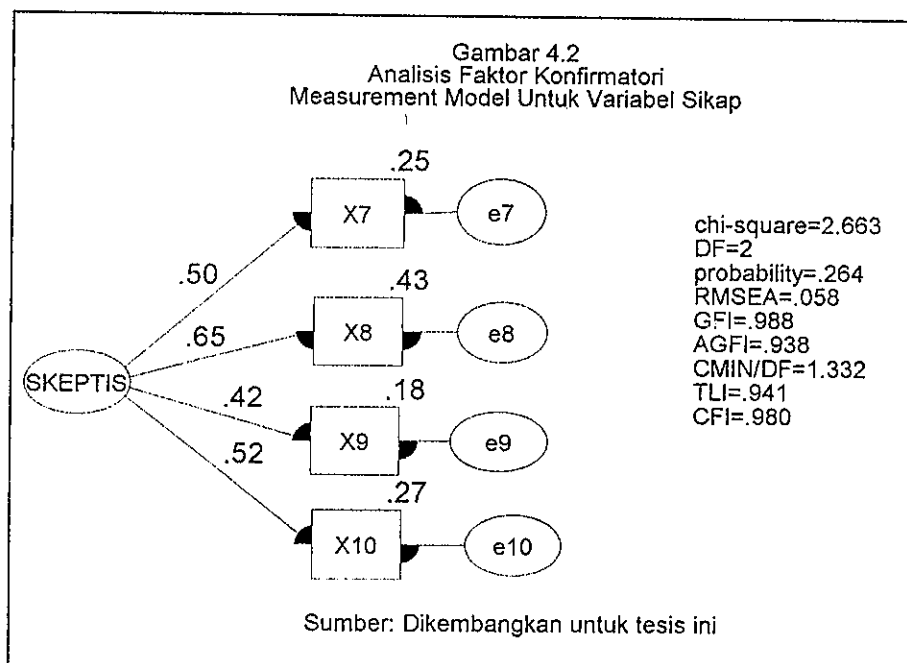 Gambar 4.2
Analisis Faktor Konfirmatori
Measurement Model Untuk Variabel Sikap
.25
X7
e7
.50
.43
X8
e8
.65
SKEPTIS
.42
.18
X9
e9
.52
.27
X10
e10
chi-square=2.663
DF=2
probability=.264
RMSEA=.058
GFI=.988
AGFI=.938
CMIN/DF=1.332
TLI=.941
CFI=.980
Sumber: Dikembangkan untuk tesis ini